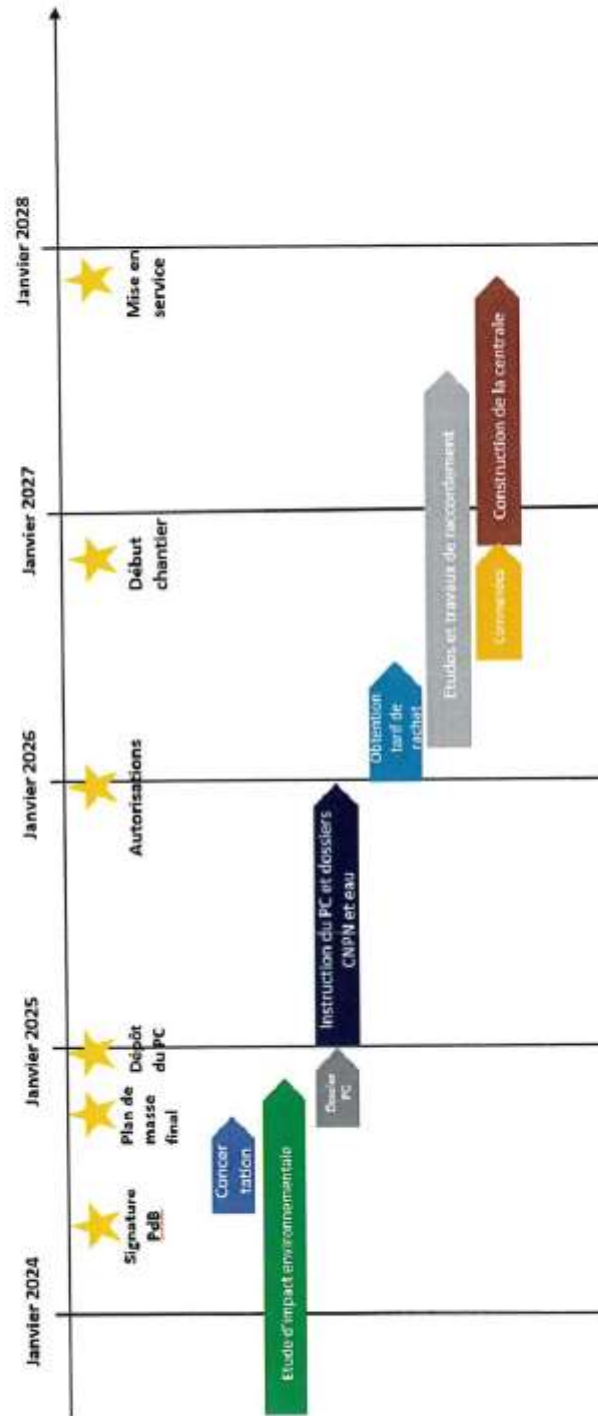 Janvier 2024
Janvier 2025
Janvier 2026
Janvier 2027
Janvier 2028
Signature
PdB
Plan de
masse
final
Dépôt
du PC
Autorisations
Début
chantier
Mise en
service
Concer
tation
Etude d'impact environnementale
Dossier
PC
Instruction du PC et dossiers
CNPN et eau
Obtention
tarif de
rachat
Etudes et travaux de raccordement
Commandes
Construction de la centrale